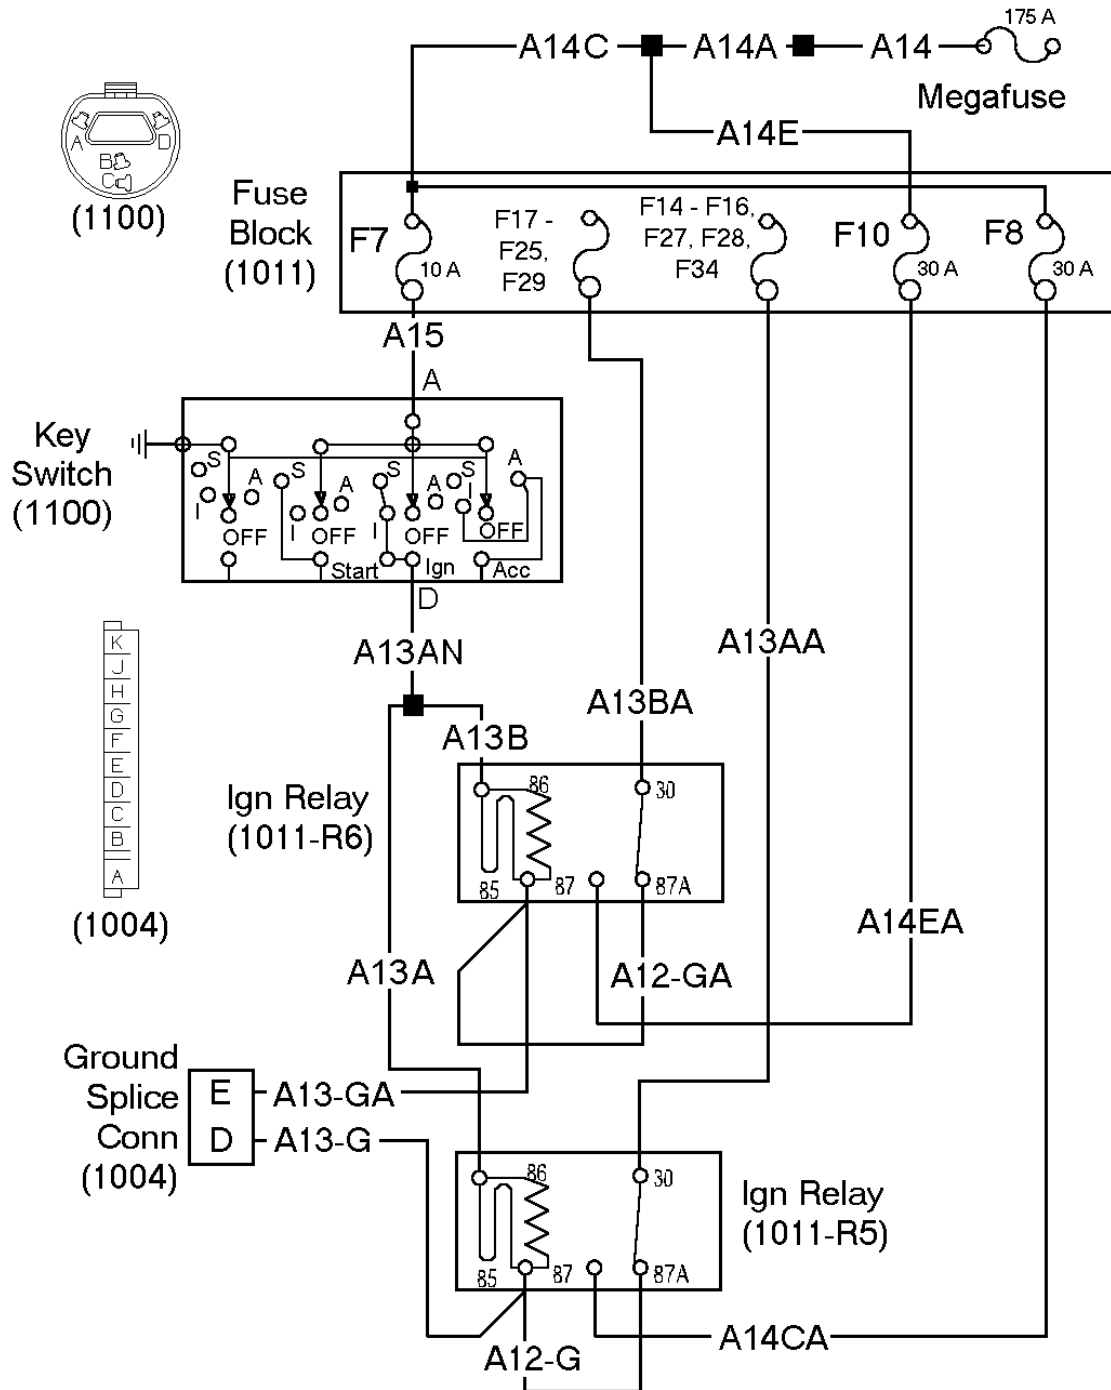 175 A
A14C
A14A
A14
Megafuse
A14E
A
D
B
C
(1100)
Fuse
Block
(1011)
F7
10 A
F17 -
F25,
F29
F14 - F16,
F27, F28,
F34
F10
30 A
F8
30 A
A15
A
Key
Switch
(1100)
S
A
I
OFF
S
A
I
OFF
S
A
I
OFF
S
A
I
OFF
Start
Ign
Acc
D
A13AN
A13AA
K
J
H
G
F
E
D
C
B
A
(1004)
A13BA
A13B
Ign Relay
(1011-R6)
86
30
85
87
87A
A14EA
A13A
A12-GA
Ground
Splice
Conn
(1004)
E
D
A13-GA
A13-G
86
30
85
87
87A
Ign Relay
(1011-R5)
A14CA
A12-G